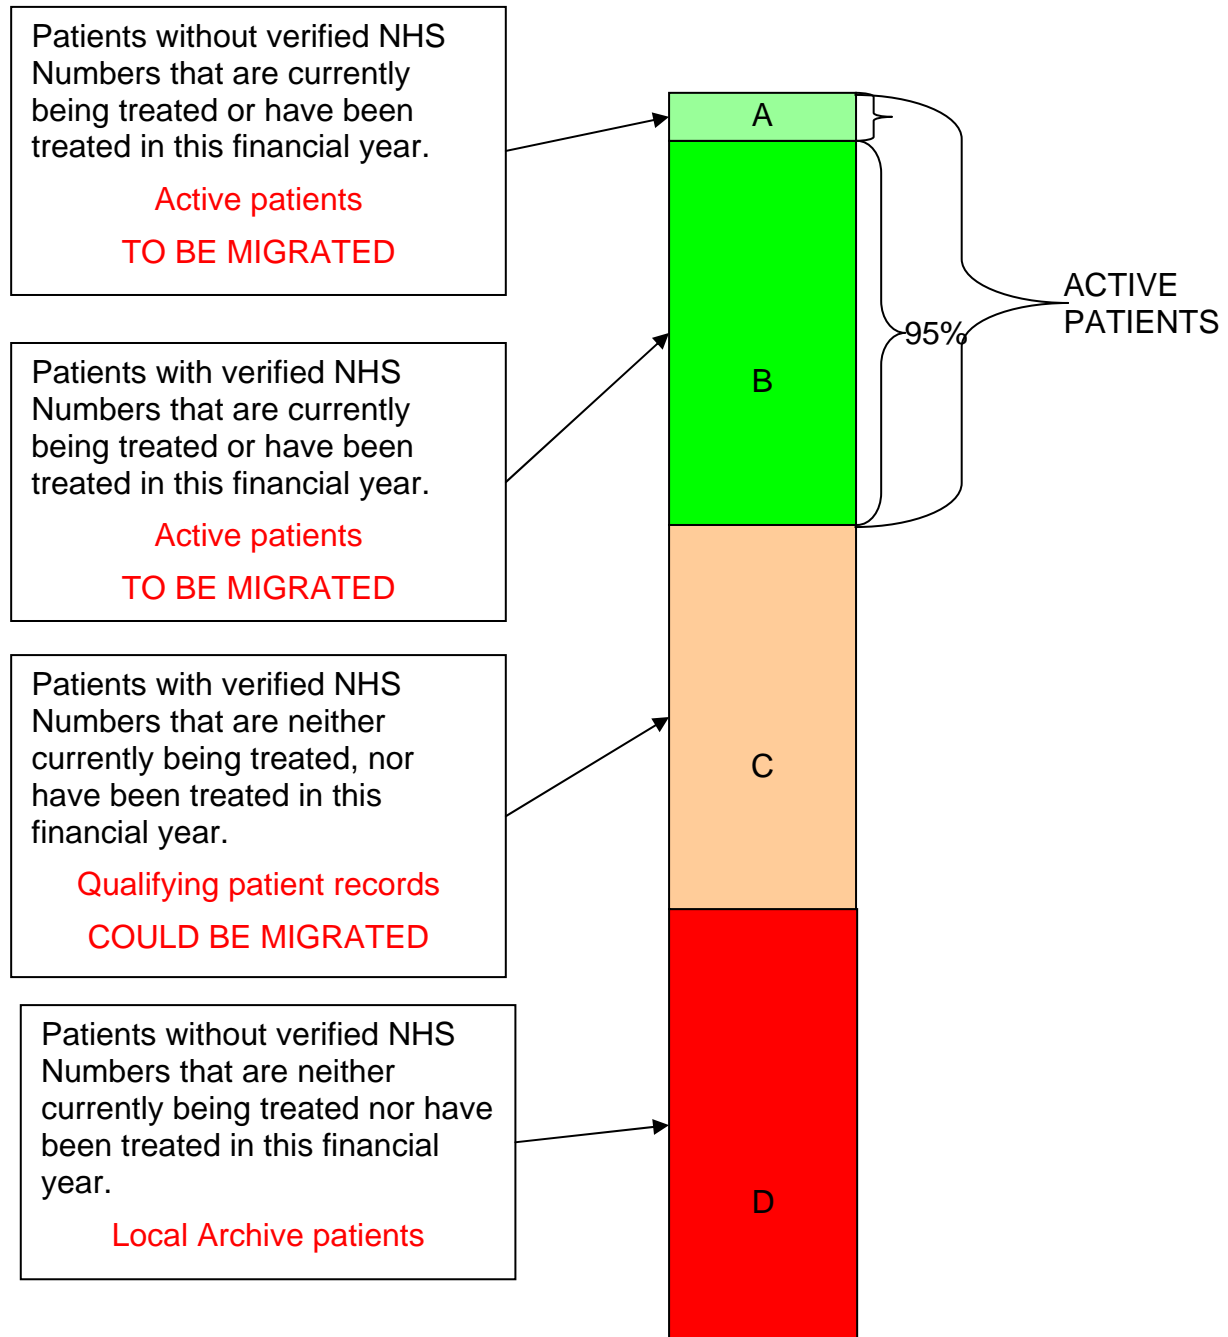 Patients without verified NHS
Numbers that are currently
being treated or have been
treated in this financial year.
Active patients
TO BE MIGRATED
Patients with verified NHS
Numbers that are currently
being treated or have been
treated in this financial year.
Active patients
TO BE MIGRATED
Patients with verified NHS
Numbers that are neither
currently being treated, nor
have been treated in this
financial year.
Qualifying patient records
COULD BE MIGRATED
Patients without verified NHS
Numbers that are neither
currently being treated nor have
been treated in this financial
year.
Local Archive patients
A
B
C
D
95%
ACTIVE
PATIENTS